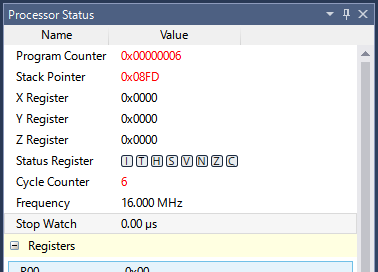 Processor Status
Name Value
Program Counter 0x00000006
Stack Pointer 0x08FD
X Register 0x0000
Y Register 0x0000
Z Register 0x0000
Status Register I T H S V N Z C
Cycle Counter 6
Frequency 16.000 MHz
Stop Watch 0.00 µs
Registers
R00 0x00